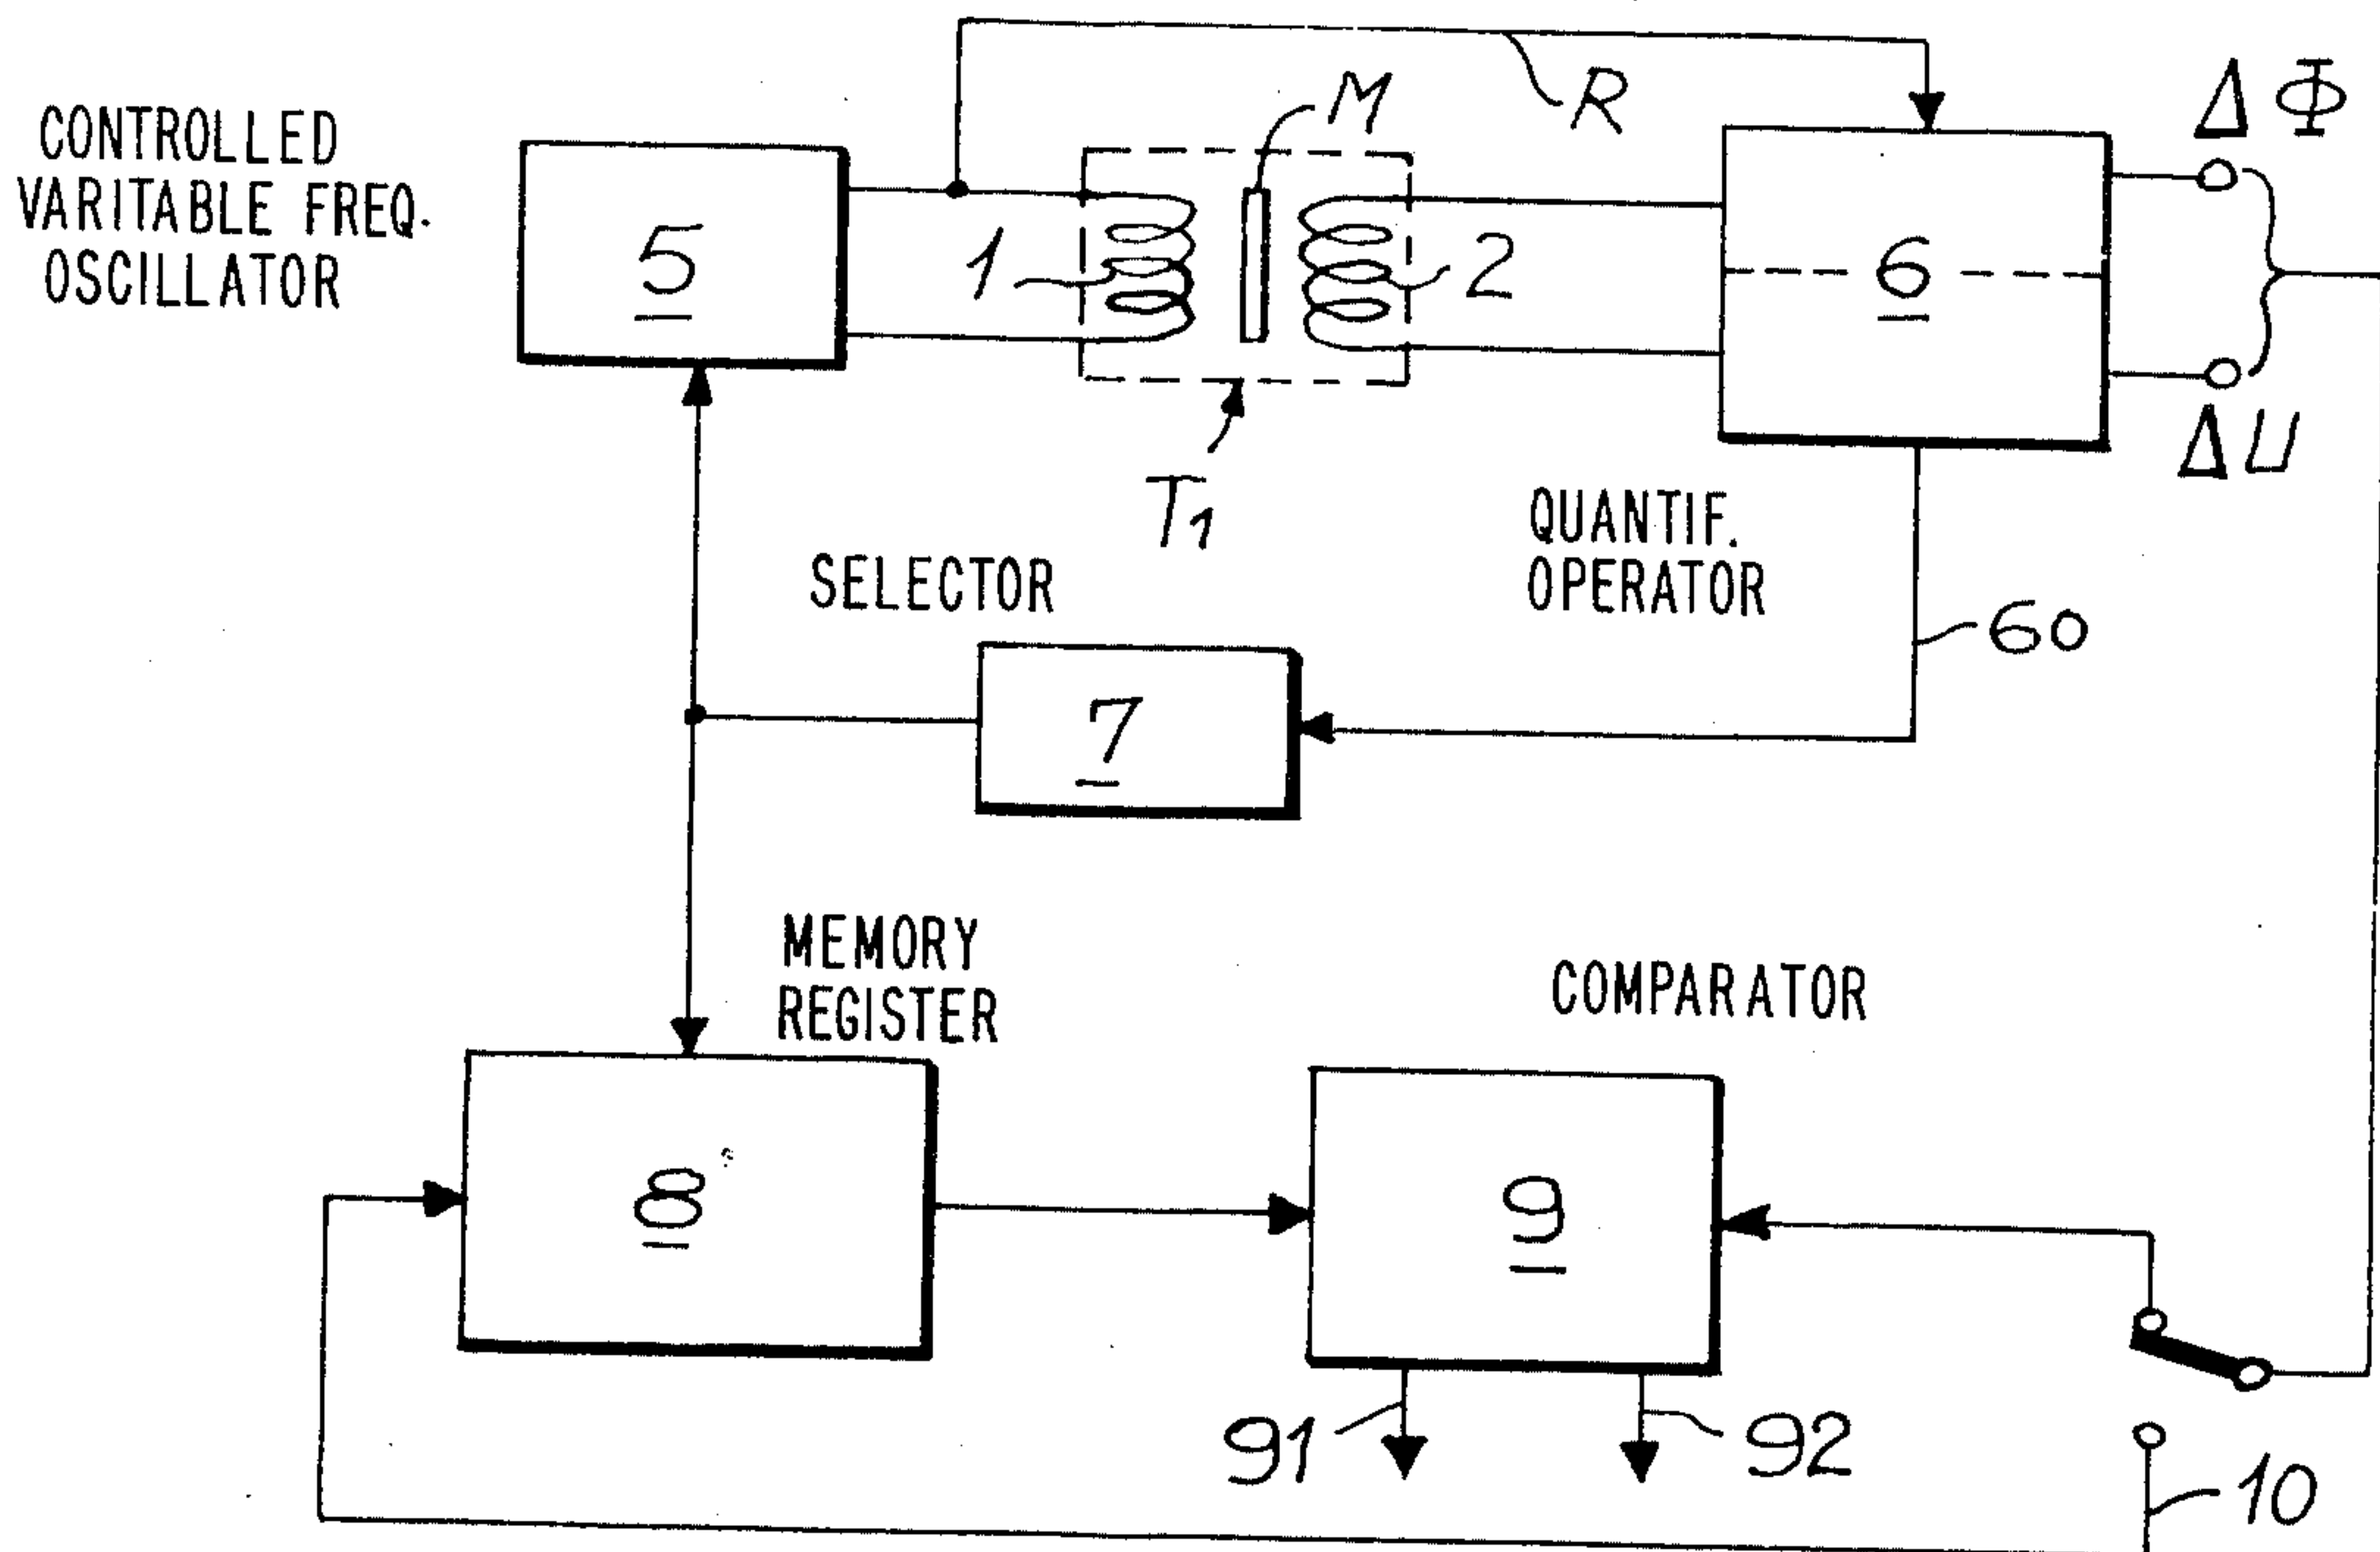 CONTROLLED
VARITABLE FREQ.
OSCILLATOR
5
1
M
2
R
6
ΔΦ
ΔU
T1
QUANTIF.
OPERATOR
60
SELECTOR
7
MEMORY
REGISTER
8
COMPARATOR
9
91
92
10